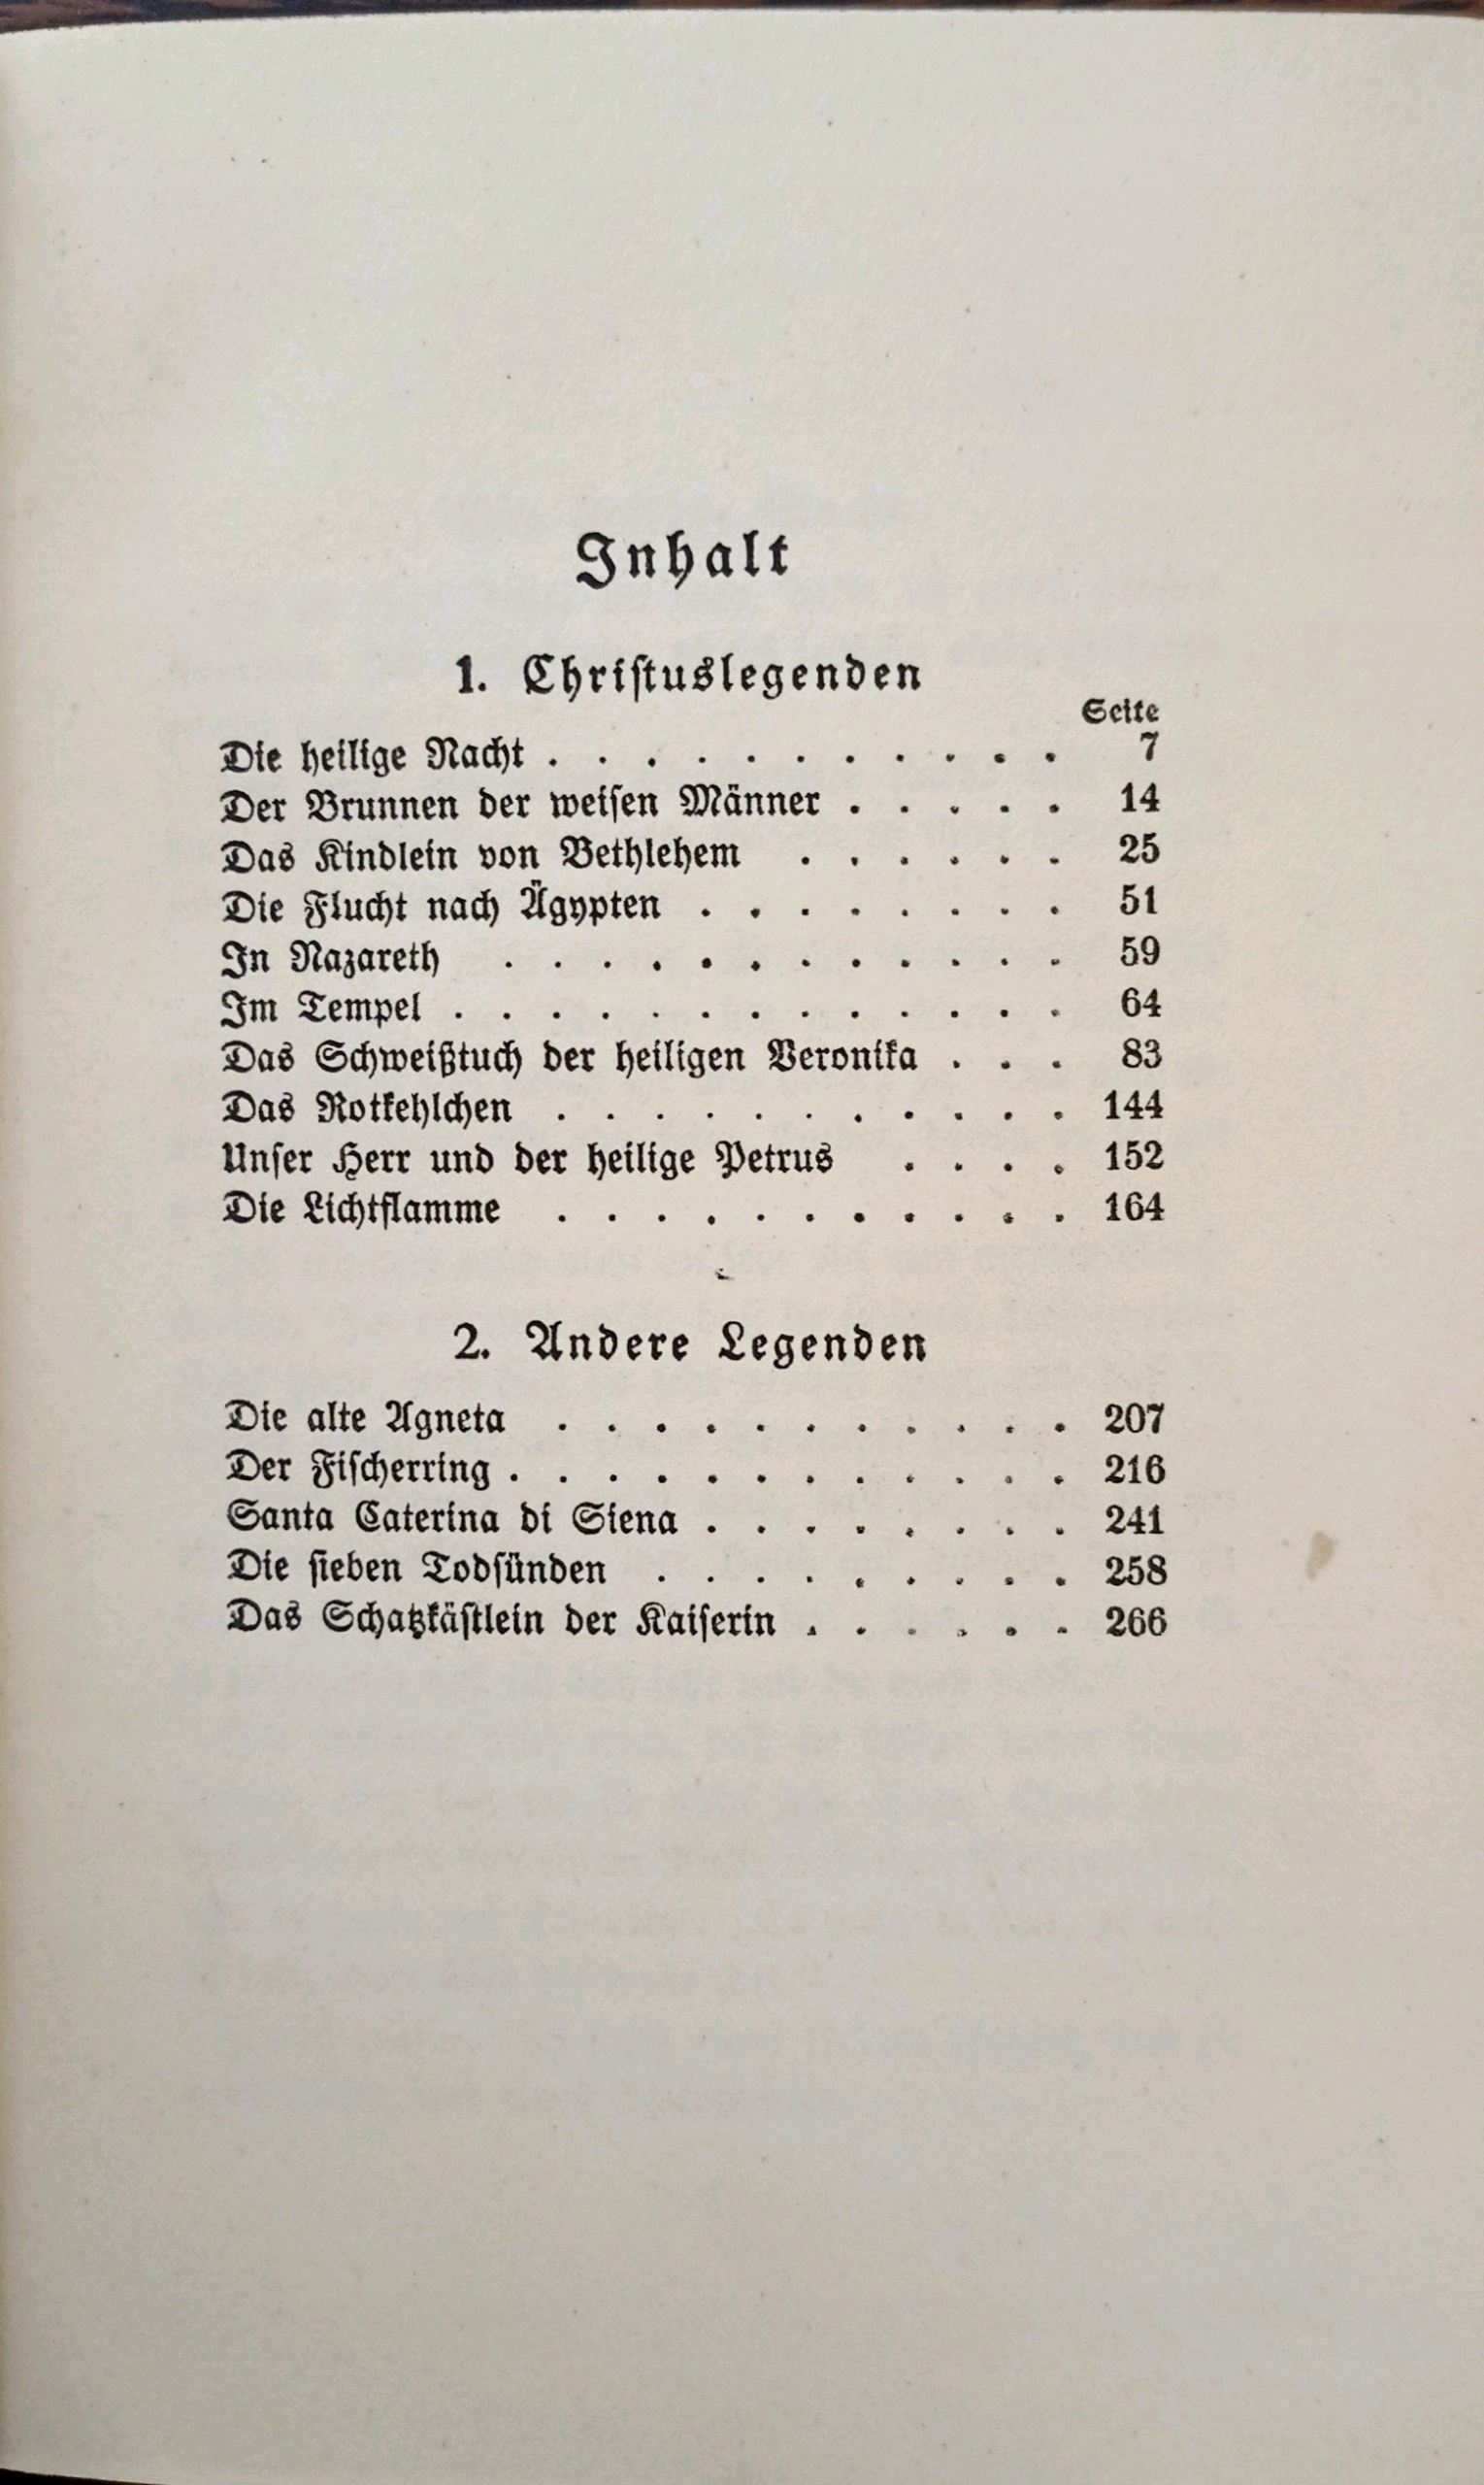 Inhalt
1. Christuslegenden
Seite
Die heilige Nacht . . . . . . . . . . . 7
Der Brunnen der weisen Männer . . . . . 14
Das Kindlein von Bethlehem . . . . . . 25
Die Flucht nach Ägypten . . . . . . . . 51
In Nazareth . . . . . . . . . . . . 59
Im Tempel . . . . . . . . . . . . . 64
Das Schweißtuch der heiligen Veronika . . . 83
Das Rotkehlchen . . . . . . . . . . . 144
Unser Herr und der heilige Petrus . . . . 152
Die Lichtflamme . . . . . . . . . . . 164
2. Andere Legenden
Die alte Agneta . . . . . . . . . . . 207
Der Fischerring . . . . . . . . . . . . 216
Santa Caterina di Siena . . . . . . . . 241
Die sieben Todsünden . . . . . . . . . 258
Das Schatzkästlein der Kaiserin . . . . . . 266